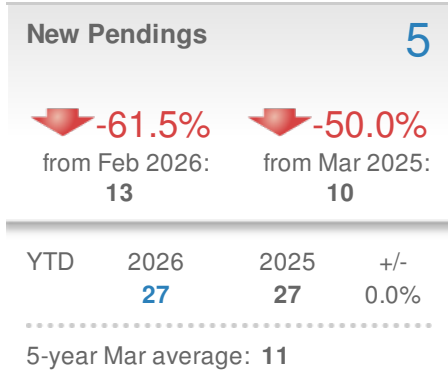 New Pendings 5
-61.5% -50.0%
from Feb 2026: from Mar 2025:
13 10
YTD 2026 2025 +/-
27 27 0.0%
5-year Mar average: 11